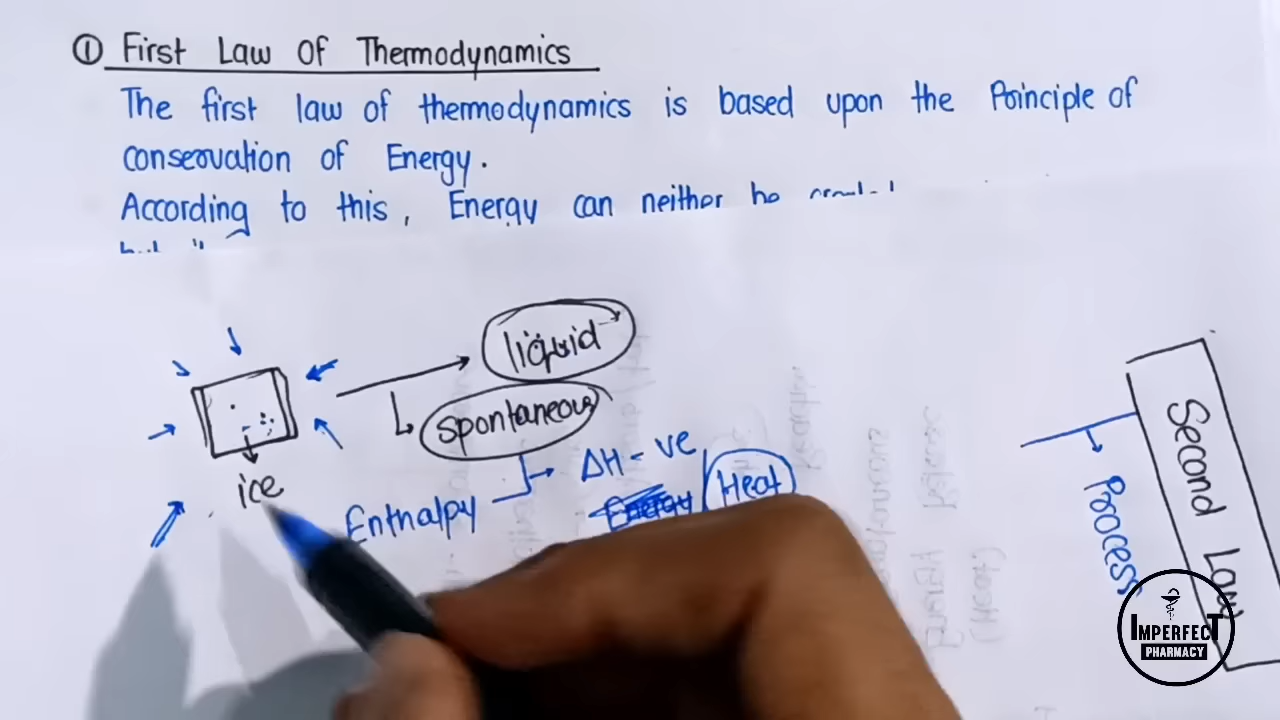 ① First Law Of Thermodynamics
The first law of thermodynamics is based upon the Principle of
conservation of Energy.
According to this, Energy can neither be
liquid
spontaneous
ice
Enthalpy
ΔH - ve
Energy
Heat
Second Law
Process
IMPERFECT
PHARMACY